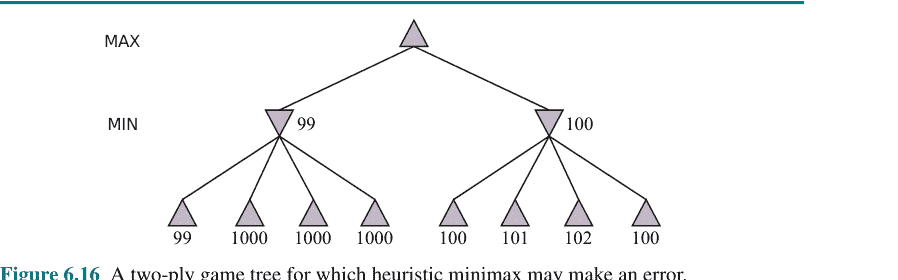 MAX
MIN
99
100
99 1000 1000 1000 100 101 102 100
Figure 6.16 A two-ply game tree for which heuristic minimax may make an error.